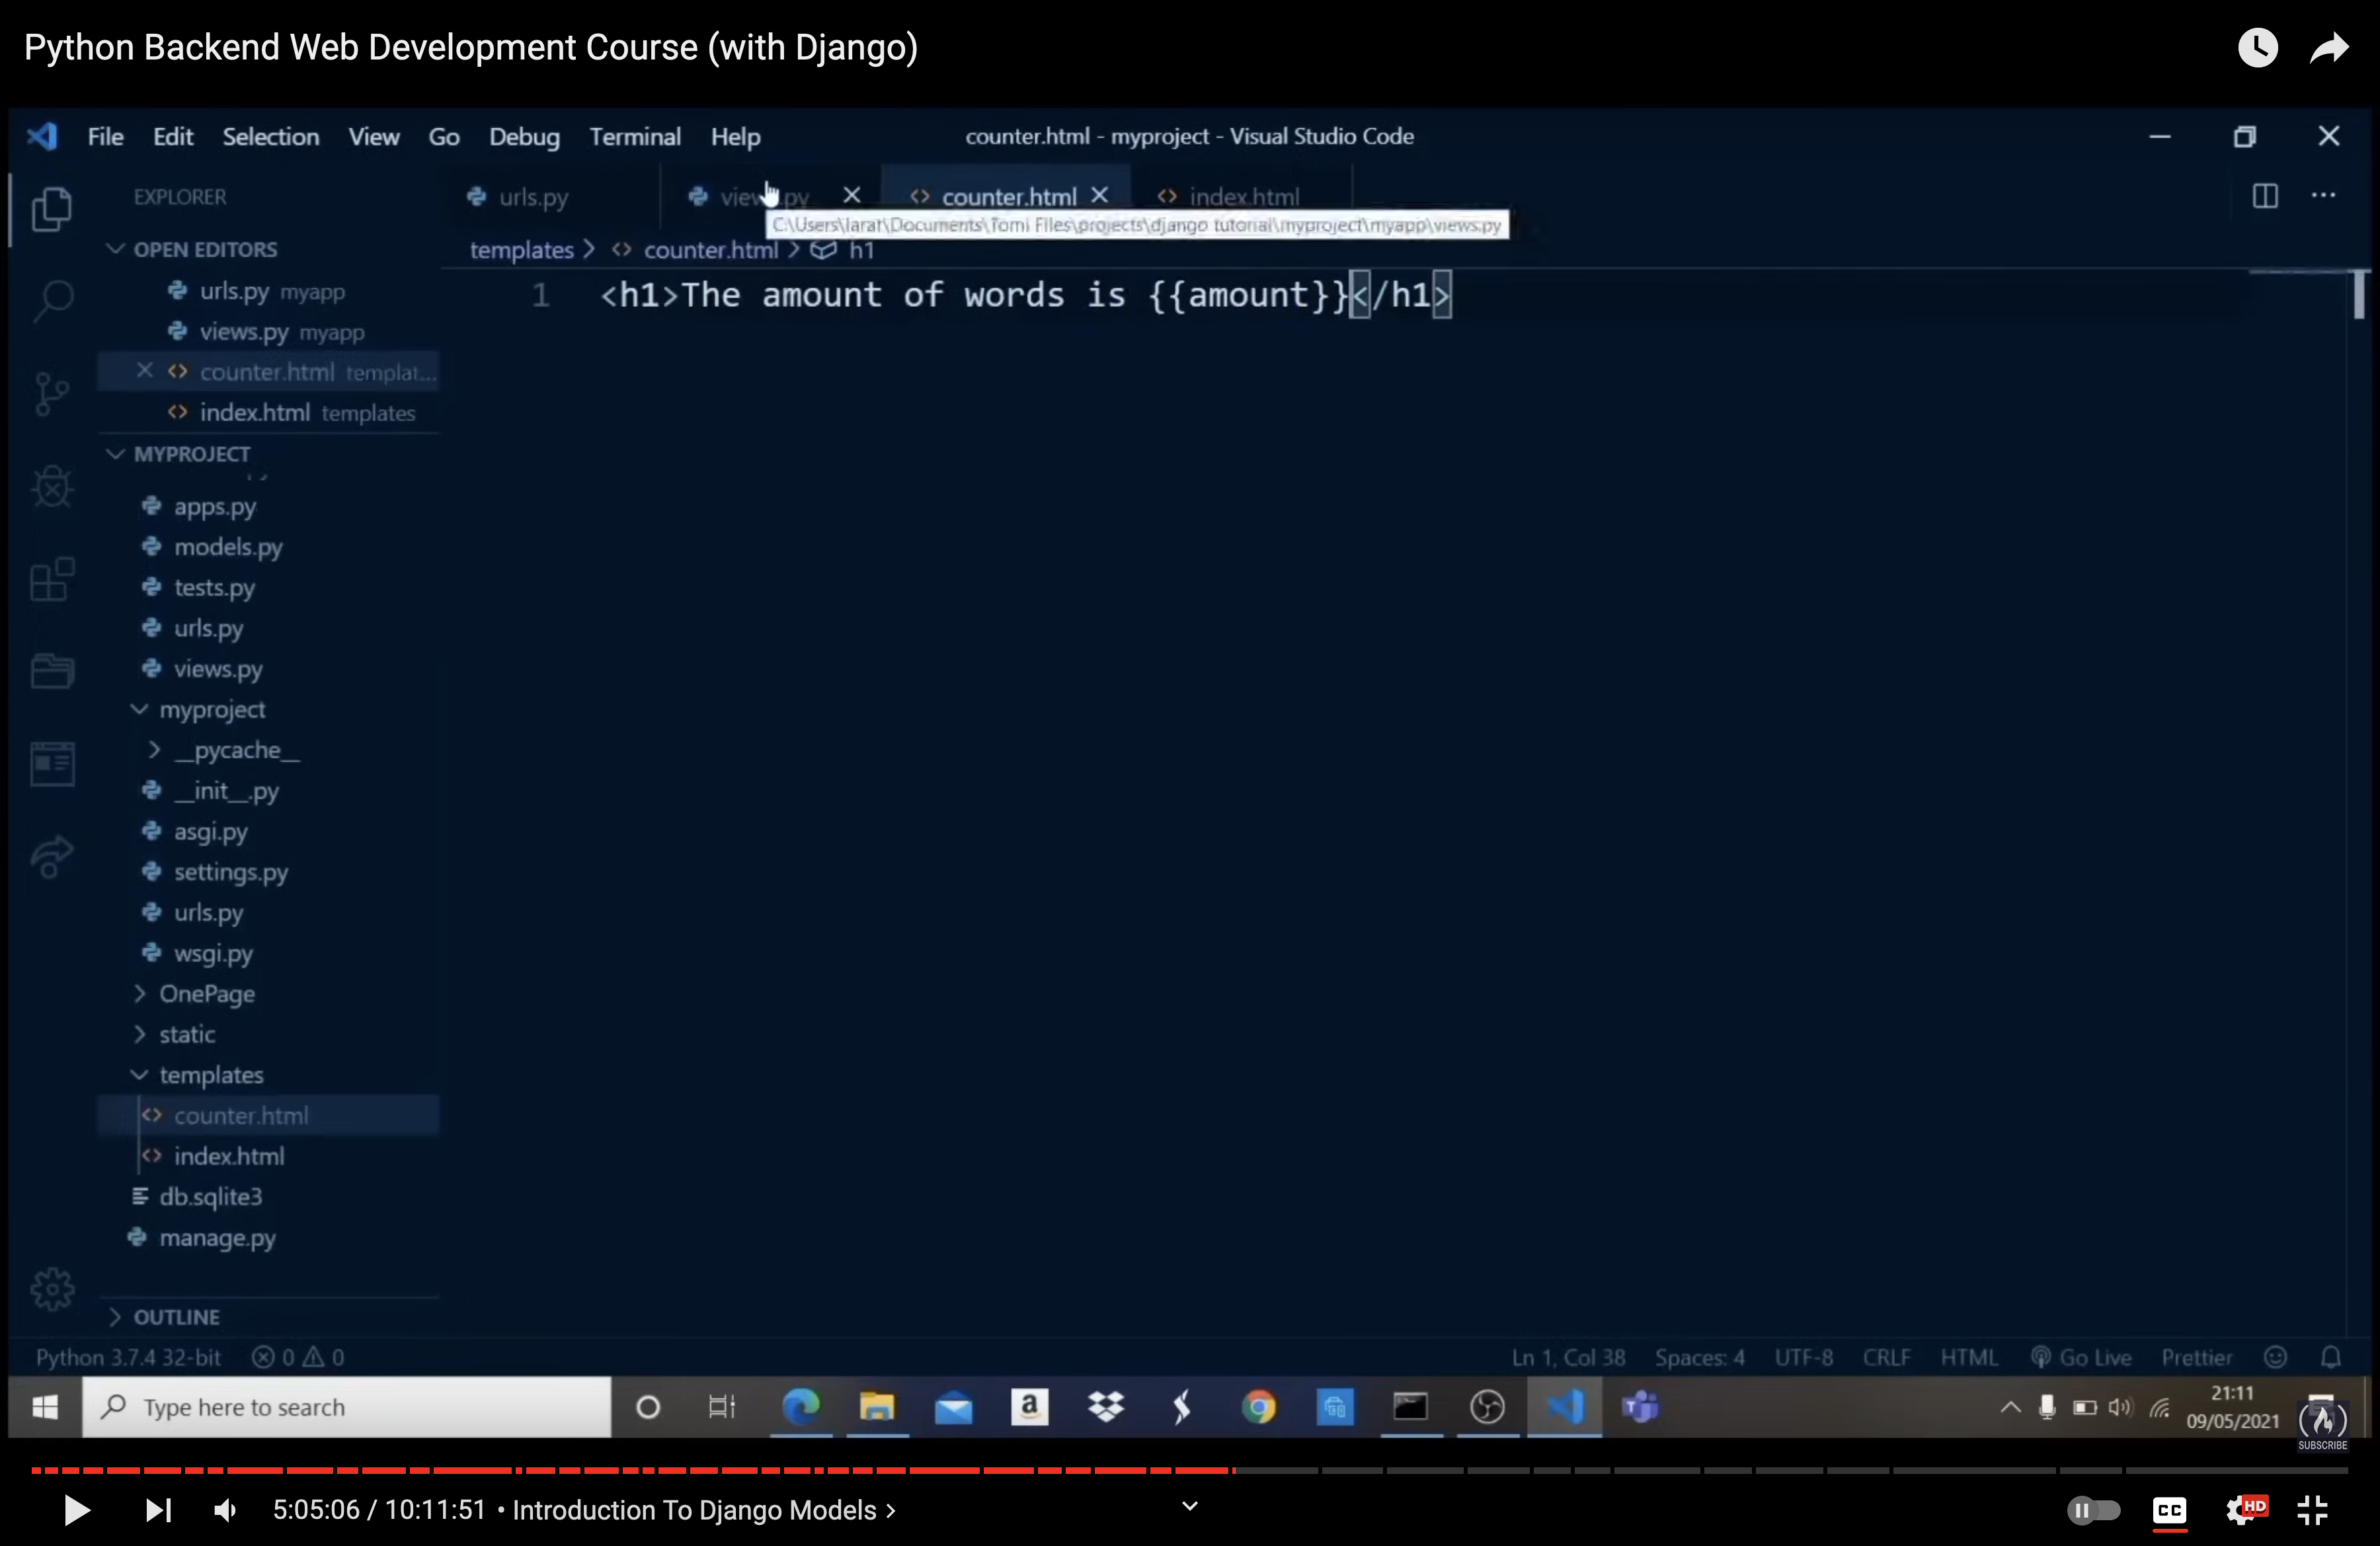 Python Backend Web Development Course (with Django)
File Edit Selection View Go Debug Terminal Help
counter.html - myproject - Visual Studio Code
EXPLORER
urls.py
counter.html
index.html
C:\Users\larat\Documents\Tomi Files\projects\django tutorial\myproject\myapp\views.py
OPEN EDITORS
templates > <> counter.html > h1
urls.py myapp
views.py myapp
counter.html templat...
index.html templates
1 <h1>The amount of words is {{amount}}</h1>
MYPROJECT
apps.py
models.py
tests.py
urls.py
views.py
myproject
__pycache__
__init__.py
asgi.py
settings.py
urls.py
wsgi.py
OnePage
static
templates
counter.html
index.html
db.sqlite3
manage.py
OUTLINE
Python 3.7.4 32-bit 0 0
Ln 1, Col 38 Spaces: 4 UTF-8 CRLF HTML Go Live Prettier
Type here to search
21:11
09/05/2021
SUBSCRIBE
5:05:06 / 10:11:51 • Introduction To Django Models >
CC
HD